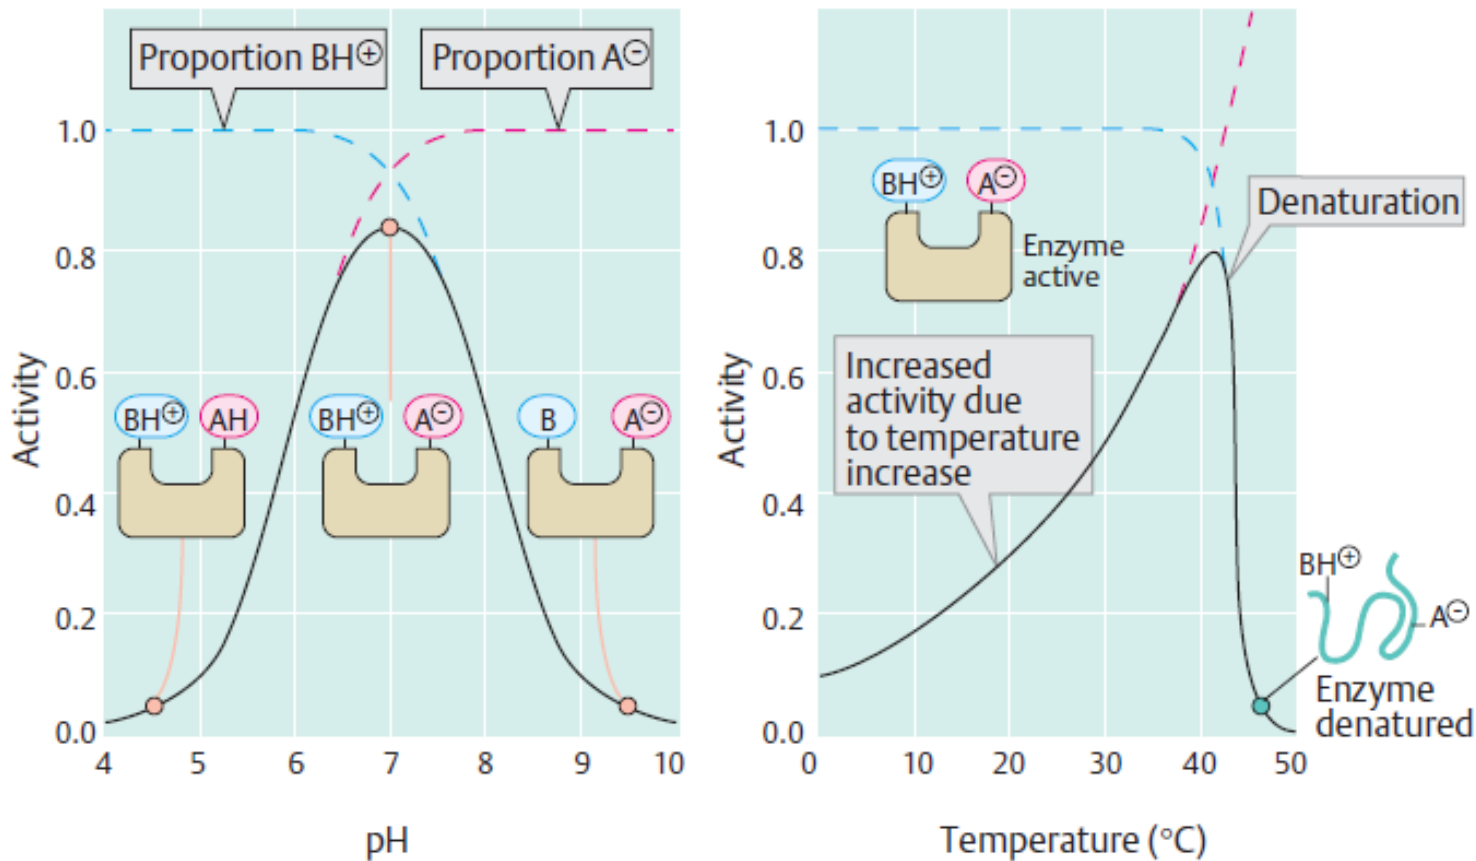 Proportion BH⊕
Proportion A⊖
1.0
0.8
0.6
0.4
0.2
0.0
Activity
BH⊕
AH
BH⊕
A⊖
B
A⊖
4
5
6
7
8
9
10
pH
1.0
0.8
0.6
0.4
0.2
0.0
Activity
BH⊕
A⊖
Enzyme
active
Denaturation
Increased
activity due
to temperature
increase
BH⊕
A⊖
Enzyme
denatured
0
10
20
30
40
50
Temperature (°C)